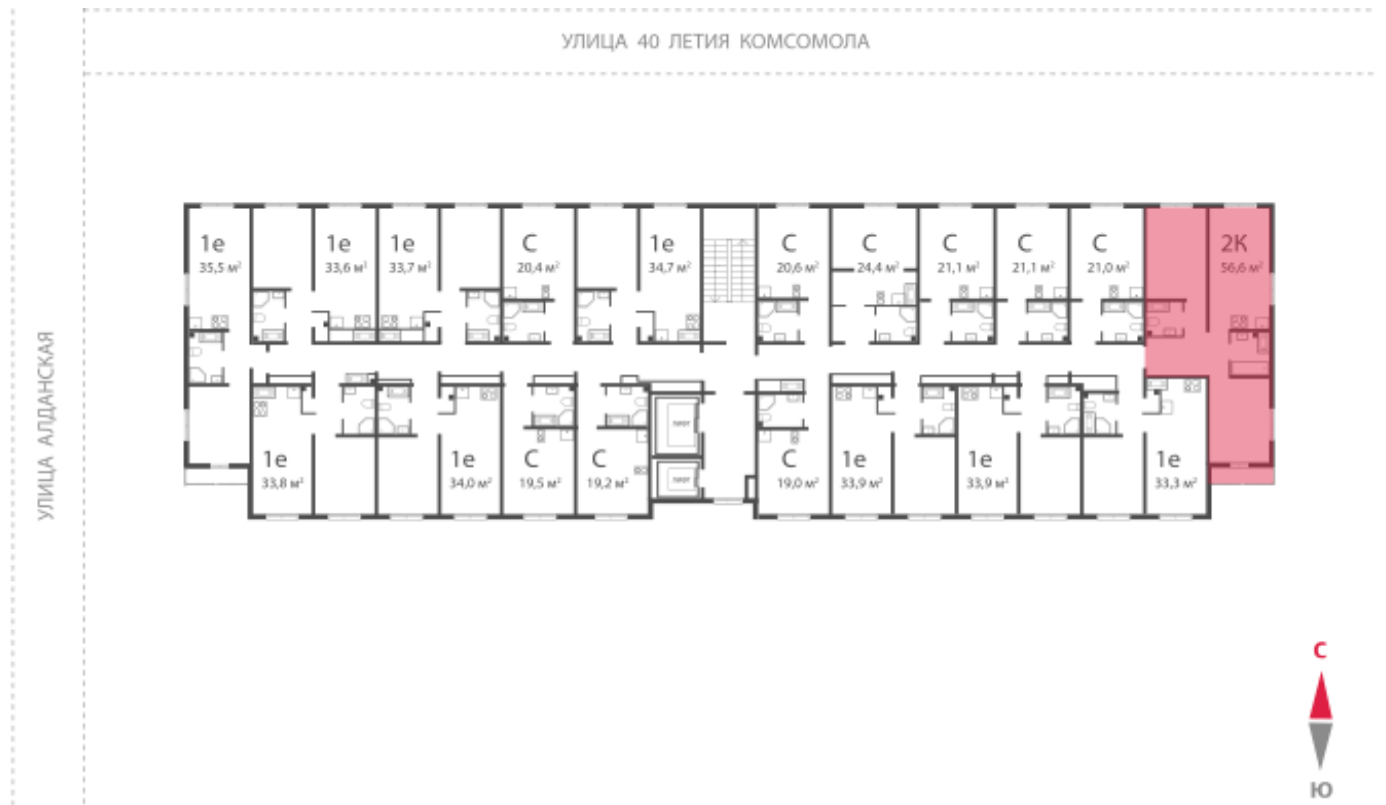 УЛИЦА 40 ЛЕТИЯ КОМСОМОЛА
УЛИЦА АЛДАНСКАЯ
1е
35,5 м²
1е
33,6 м²
1е
33,7 м²
С
20,4 м²
1е
34,7 м²
С
20,6 м²
С
24,4 м²
С
21,1 м²
С
21,1 м²
С
21,0 м²
2К
56,6 м²
1е
33,8 м²
1е
34,0 м²
С
19,5 м²
С
19,2 м²
С
19,0 м²
1е
33,9 м²
1е
33,9 м²
1е
33,3 м²
С
Ю